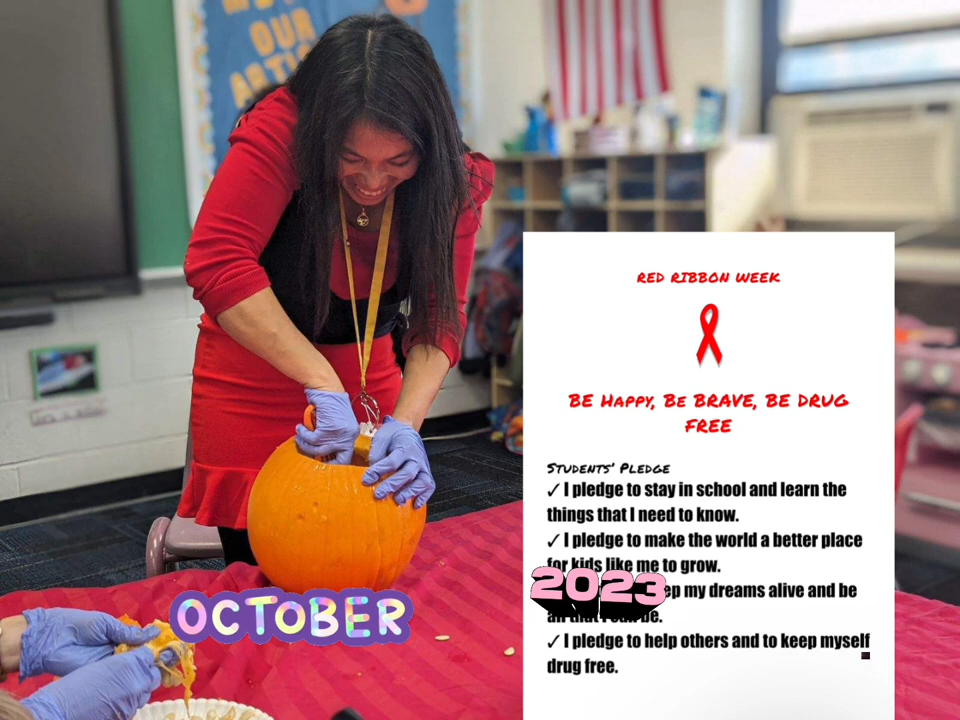 OUR
OCTOBER
RED RIBBON WEEK
BE HAPPY, BE BRAVE, BE DRUG
FREE
STUDENTS' PLEDGE
✓ I pledge to stay in school and learn the
things that I need to know.
✓ I pledge to make the world a better place
for kids like me to grow.
2023
my dreams alive and be
be.
✓ I pledge to help others and to keep myself
drug free.